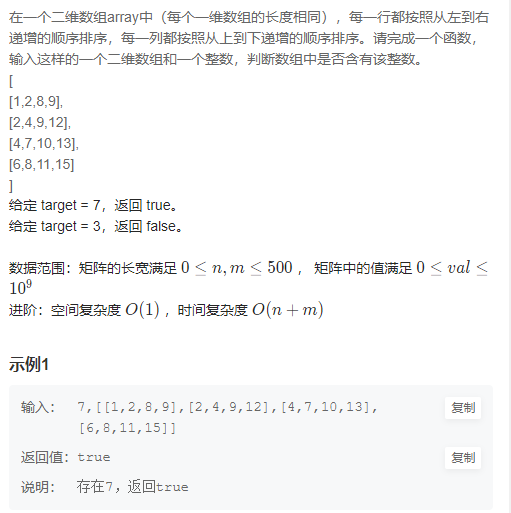 在一个二维数组array中（每个一维数组的长度相同），每一行都按照从左到右
递增的顺序排序，每一列都按照从上到下递增的顺序排序。请完成一个函数，
输入这样的一个二维数组和一个整数，判断数组中是否含有该整数。
[
[1,2,8,9],
[2,4,9,12],
[4,7,10,13],
[6,8,11,15]
]
给定 target = 7，返回 true。
给定 target = 3，返回 false。
数据范围：矩阵的长宽满足 0 ≤ n, m ≤ 500 ， 矩阵中的值满足 0 ≤ val ≤
10⁹
进阶：空间复杂度 O(1) ，时间复杂度 O(n + m)
示例1
输入： 7,[[1,2,8,9],[2,4,9,12],[4,7,10,13], 复制
[6,8,11,15]]
返回值：true 复制
说明： 存在7，返回true